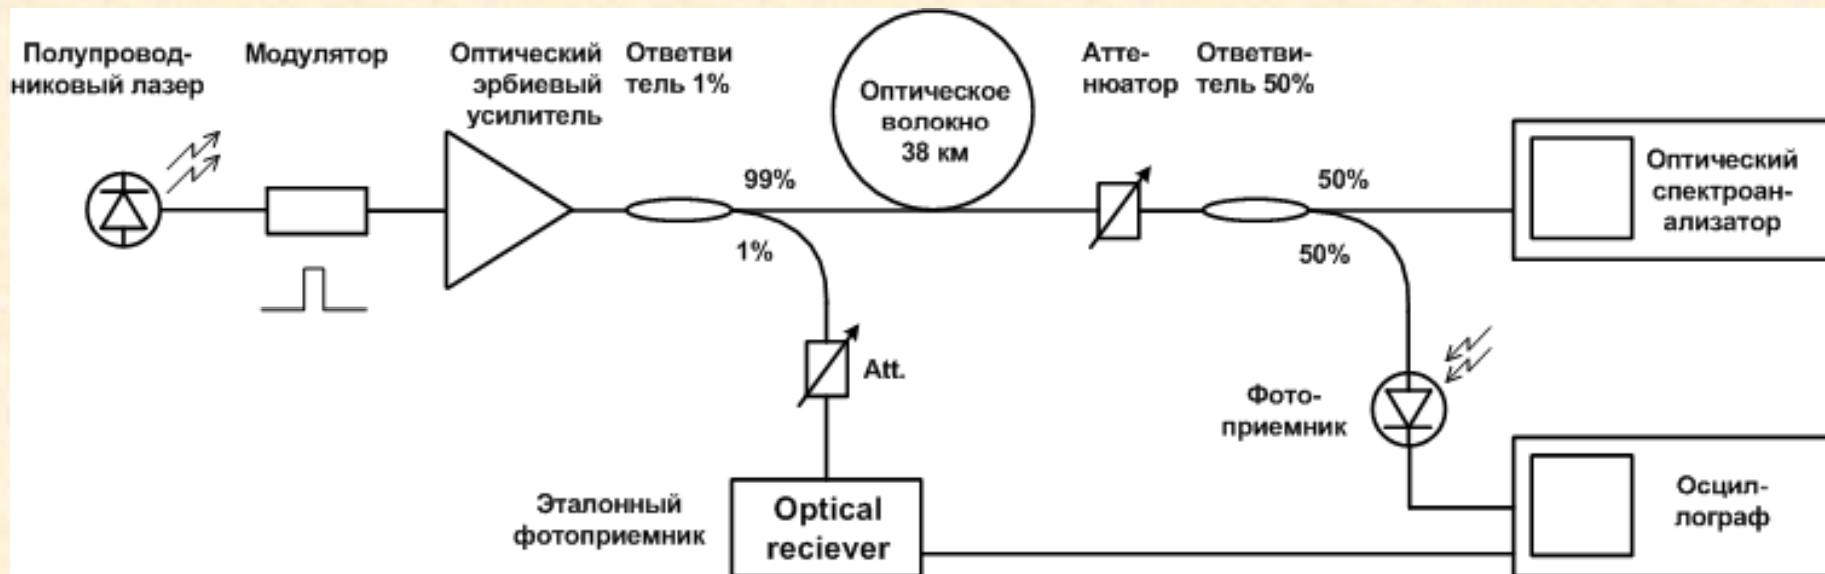 Полупровод-
никовый лазер
Модулятор
Оптический
эрбиевый
усилитель
Ответви
тель 1%
Оптическое
волокно
38 км
Атте-
нюатор
Ответви-
тель 50%
99%
1%
50%
50%
Оптический
спектроан-
ализатор
Att.
Фото-
приемник
Эталонный
фотоприемник
Optical
reciever
Осцил-
лограф